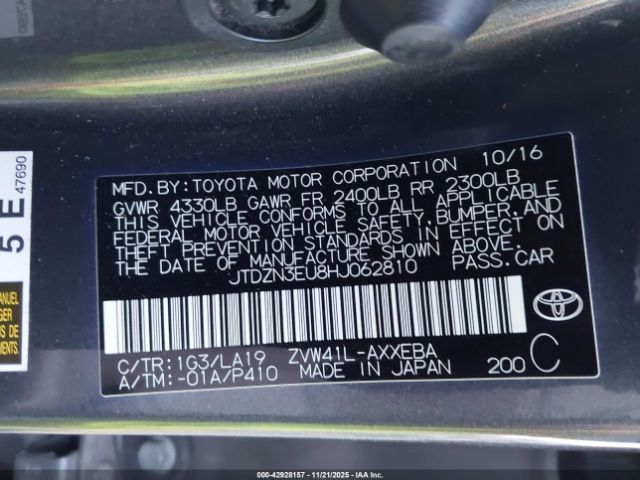 MFD.BY:TOYOTA MOTOR CORPORATION 10/16
GVWR 4330LB GAWR FR 2400LB RR 2300LB
THIS VEHICLE CONFORMS TO ALL APPLICABLE
FEDERAL MOTOR VEHICLE SAFETY,BUMPER,AND
THEFT PREVENTION STANDARDS IN EFFECT ON
THE DATE OF MANUFACTURE SHOWN ABOVE.
JTDZN3EU8HJ062810 PASS.CAR
C/TR:1G3/LA19 ZVW41L-AXXEBA
A/TM:-01A/P410 MADE IN JAPAN 200 C
5 E
47690
000-42928157 - 11/21/2025 - IAAI.COM